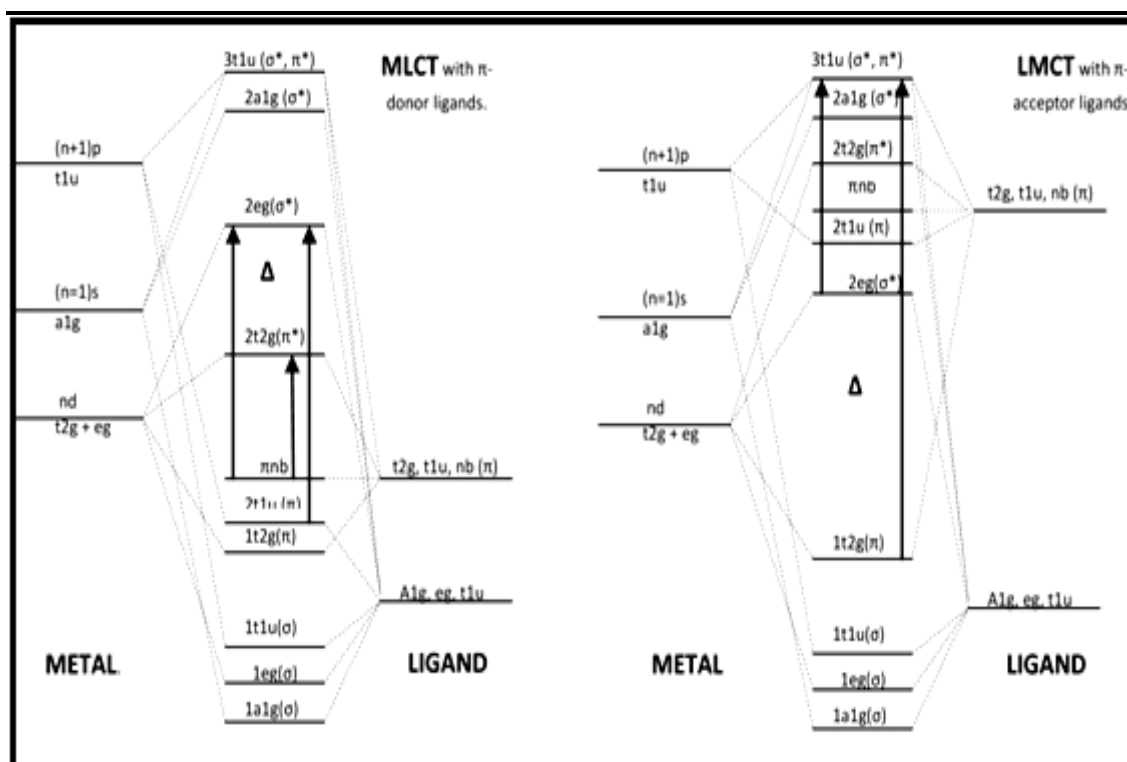 3t1u (σ*, π*)
MLCT with π-
donor ligands.
2a1g (σ*)
(n+1)p
t1u
2eg(σ*)
Δ
(n=1)s
a1g
2t2g(π*)
nd
t2g + eg
πnb
t2g, t1u, nb (π)
2t1u (π)
1t2g(π)
A1g, eg, t1u
1t1u(σ)
METAL.
LIGAND
1eg(σ)
1a1g(σ)
3t1u (σ*, π*)
LMCT with π-
acceptor ligands
2a1g (σ*)
2t2g(π*)
(n+1)p
t1u
πnb
t2g, t1u, nb (π)
2t1u (π)
2eg(σ*)
(n=1)s
a1g
Δ
nd
t2g + eg
1t2g(π)
A1g, eg, t1u
1t1u(σ)
METAL
LIGAND
1eg(σ)
1a1g(σ)